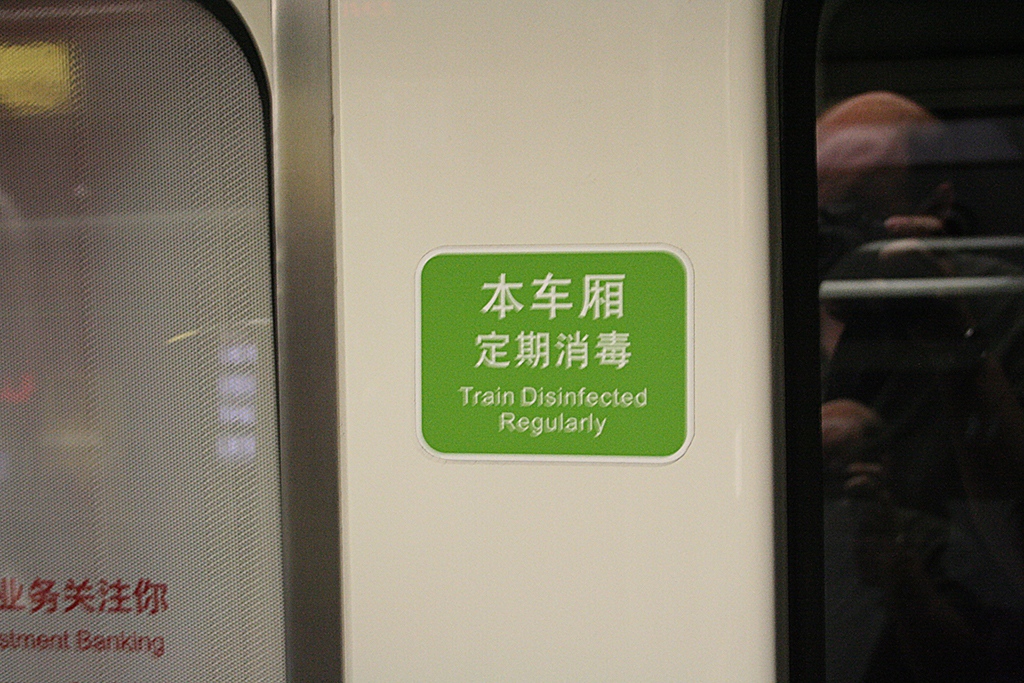 本车厢
定期消毒
Train Disinfected
Regularly
业务关注你
stment Banking